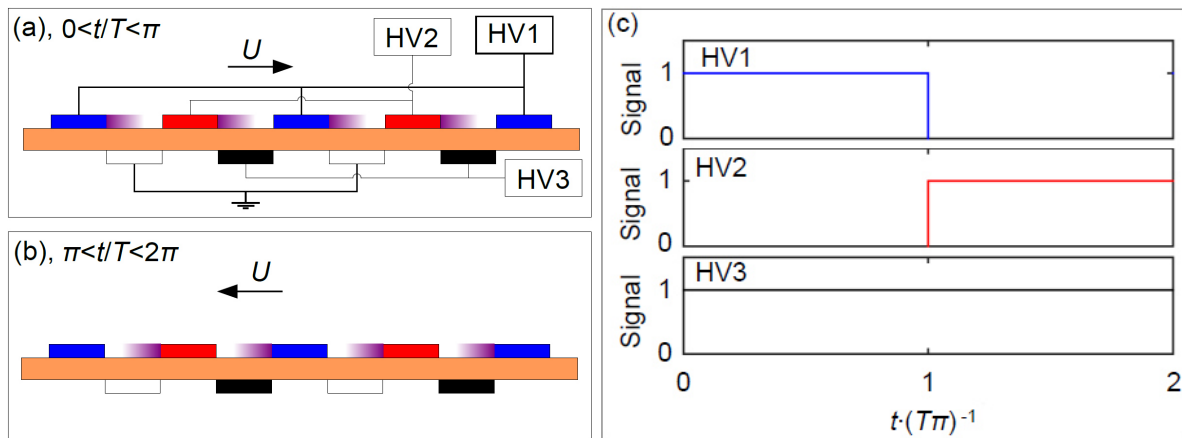 (a), 0<t/T<π
U
HV2
HV1
HV3
(b), π<t/T<2π
U
(c)
HV1
Signal
1
0
HV2
Signal
1
0
HV3
Signal
1
0
0
1
2
t·(Tπ)⁻¹